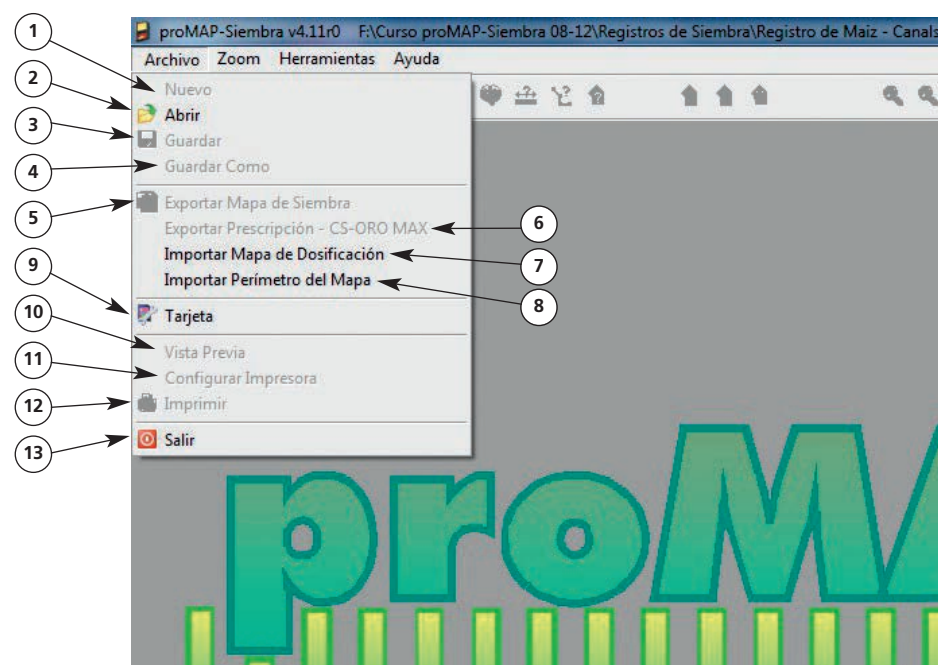 proMAP-Siembra v4.11r0 F:\Curso proMAP-Siembra 08-12\Registros de Siembra\Registro de Maiz - Canals
Archivo Zoom Herramientas Ayuda
1 Nuevo
2 Abrir
3 Guardar
4 Guardar Como
5 Exportar Mapa de Siembra
Exportar Prescripción - CS-ORO MAX 6
Importar Mapa de Dosificación 7
Importar Perímetro del Mapa 8
9 Tarjeta
10 Vista Previa
11 Configurar Impresora
12 Imprimir
13 Salir
proMA